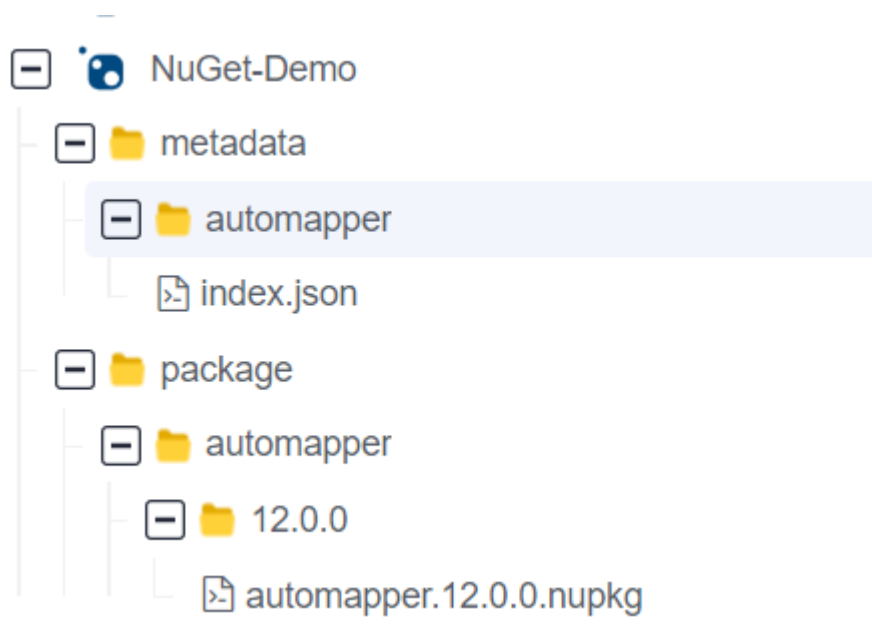 NuGet-Demo
metadata
automapper
index.json
package
automapper
12.0.0
automapper.12.0.0.nupkg